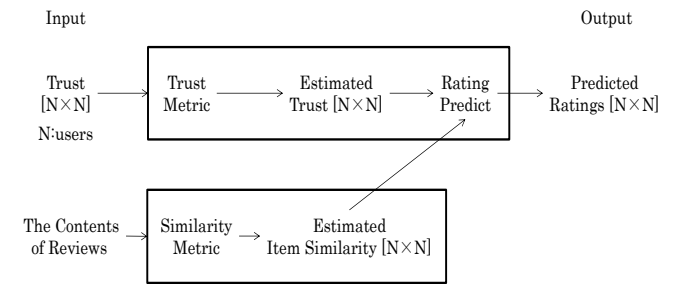 Input
Output
Trust
[N×N]
N:users
Trust
Metric
Estimated
Trust [N×N]
Rating
Predict
Predicted
Ratings [N×N]
The Contents
of Reviews
Similarity
Metric
Estimated
Item Similarity [N×N]